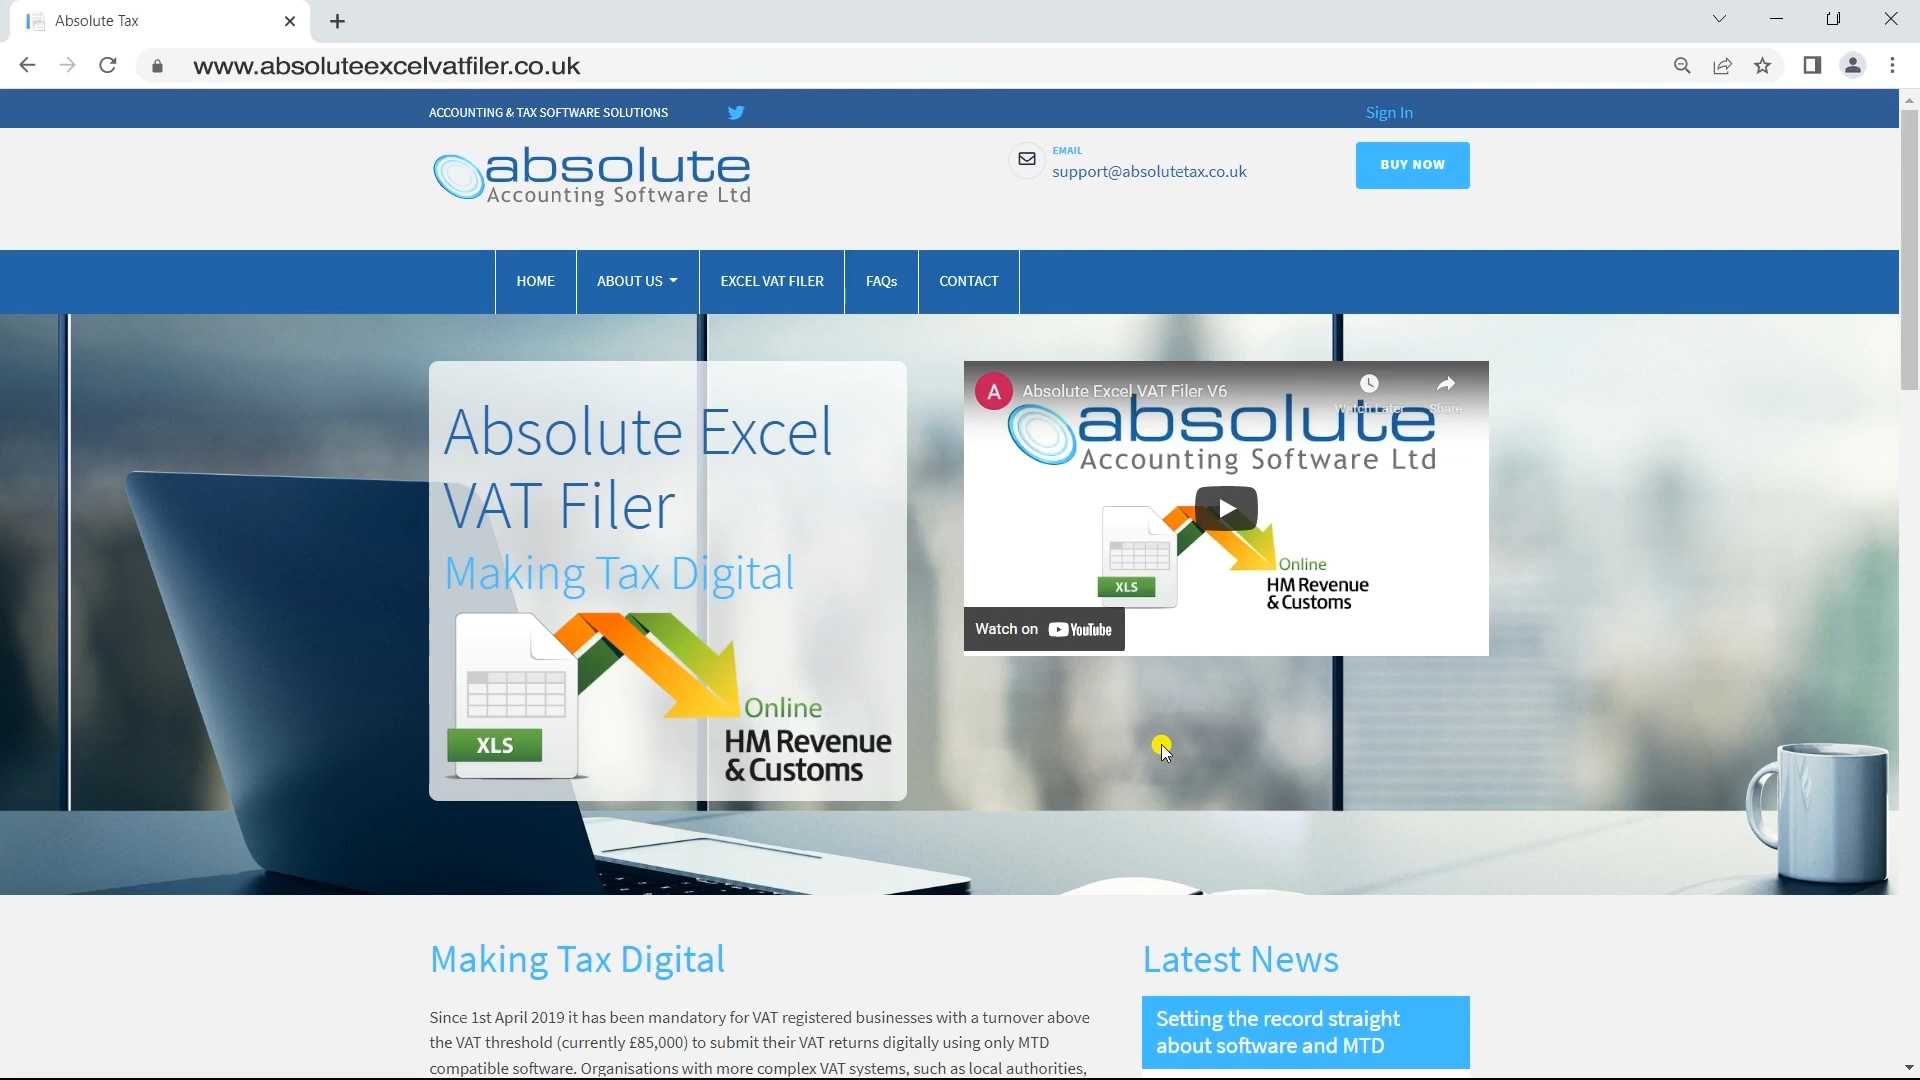 Absolute Tax
www.absoluteexcelvatfiler.co.uk
ACCOUNTING & TAX SOFTWARE SOLUTIONS
Sign In
absolute
Accounting Software Ltd
EMAIL
support@absolutetax.co.uk
BUY NOW
HOME
ABOUT US
EXCEL VAT FILER
FAQs
CONTACT
Absolute Excel
VAT Filer
Making Tax Digital
XLS
Online
HM Revenue
& Customs
A
Absolute Excel VAT Filer V6
Watch Later
Share
absolute
Accounting Software Ltd
XLS
Online
HM Revenue
& Customs
Watch on YouTube
Making Tax Digital
Since 1st April 2019 it has been mandatory for VAT registered businesses with a turnover above
the VAT threshold (currently £85,000) to submit their VAT returns digitally using only MTD
compatible software. Organisations with more complex VAT systems, such as local authorities,
Latest News
Setting the record straight
about software and MTD